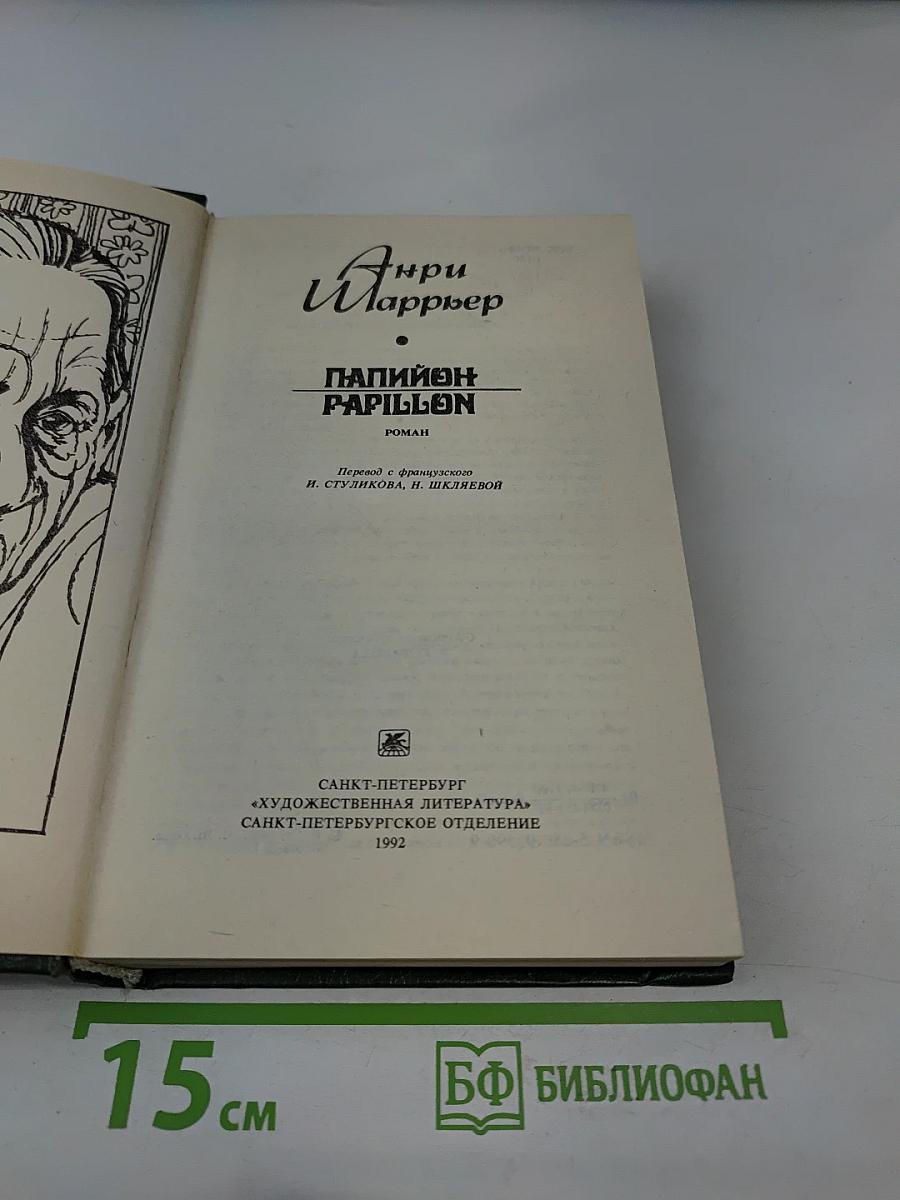 Анри
Шаррьер
ПАПИЙОН
PAPILLON
РОМАН
Перевод с французского
И. СТУЛИКОВА, Н. ШКЛЯЕВОЙ
САНКТ-ПЕТЕРБУРГ
«ХУДОЖЕСТВЕННАЯ ЛИТЕРАТУРА»
САНКТ-ПЕТЕРБУРГСКОЕ ОТДЕЛЕНИЕ
1992
15 см
БФ БИБЛИОФАН